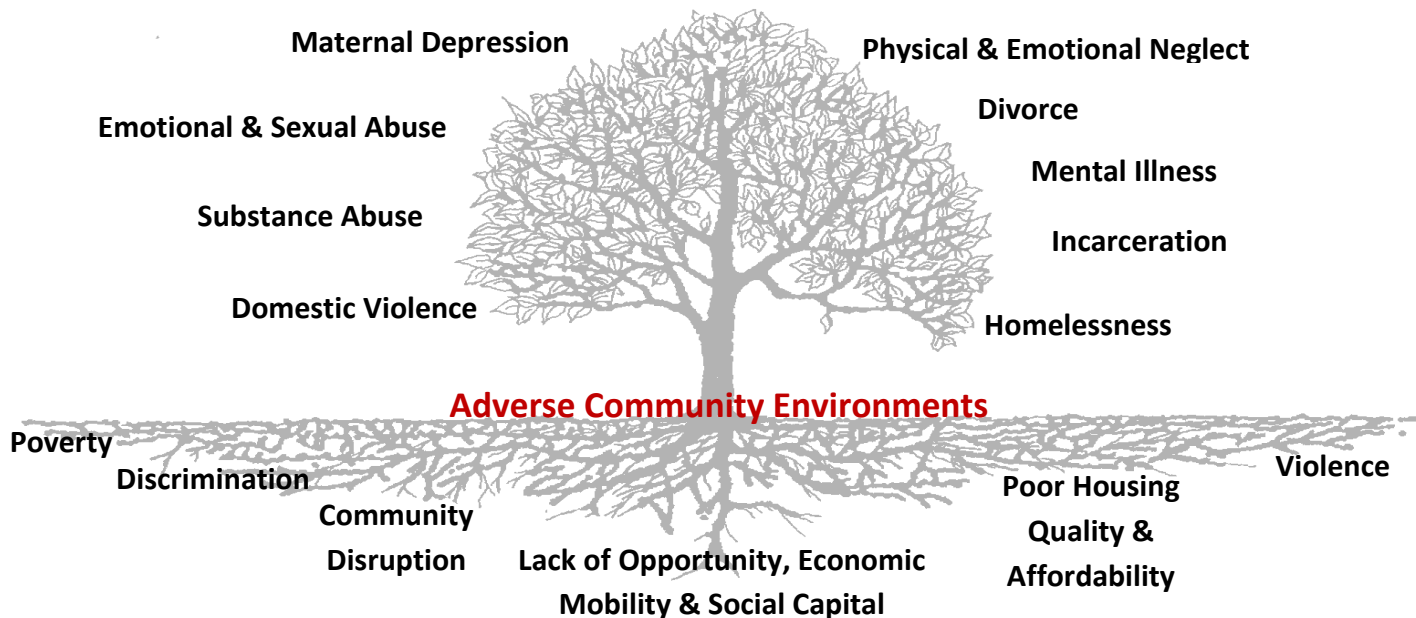 Maternal Depression
Physical & Emotional Neglect
Divorce
Emotional & Sexual Abuse
Mental Illness
Substance Abuse
Incarceration
Domestic Violence
Homelessness
Adverse Community Environments
Poverty
Discrimination
Community
Disruption
Lack of Opportunity, Economic
Mobility & Social Capital
Poor Housing
Quality &
Affordability
Violence